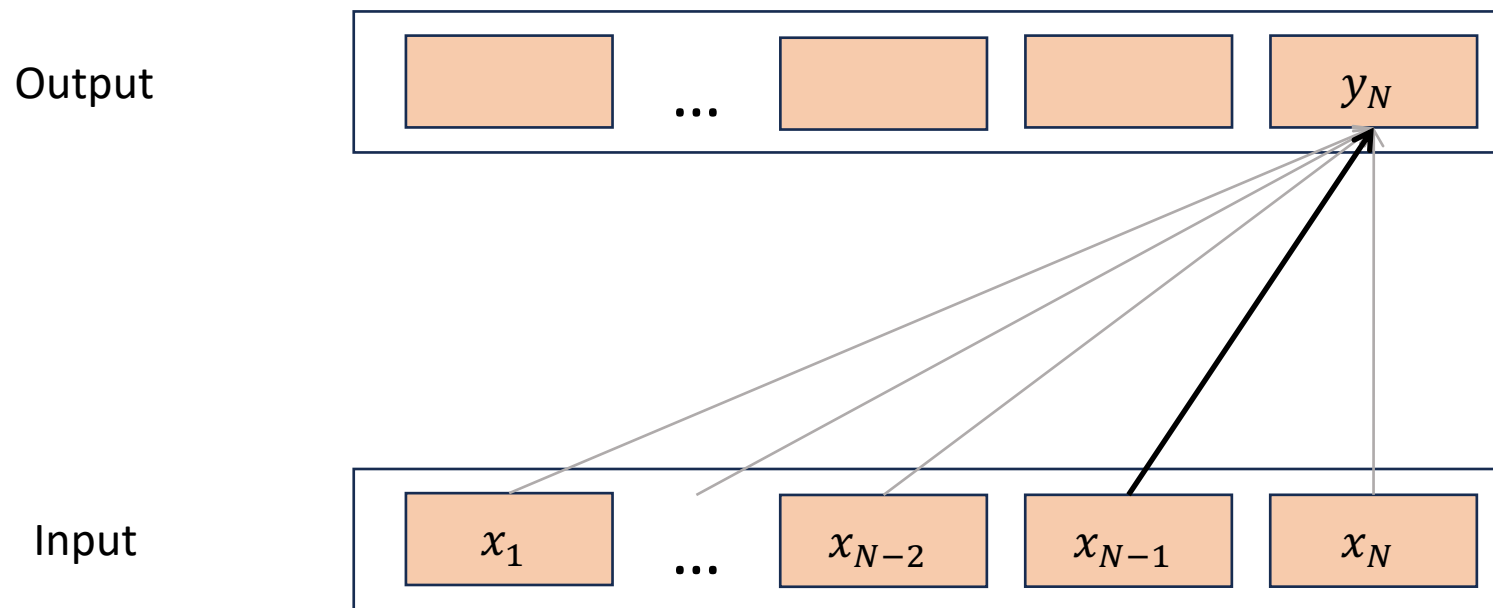 Output ... y_N
Input x_1 ... x_{N-2} x_{N-1} x_N